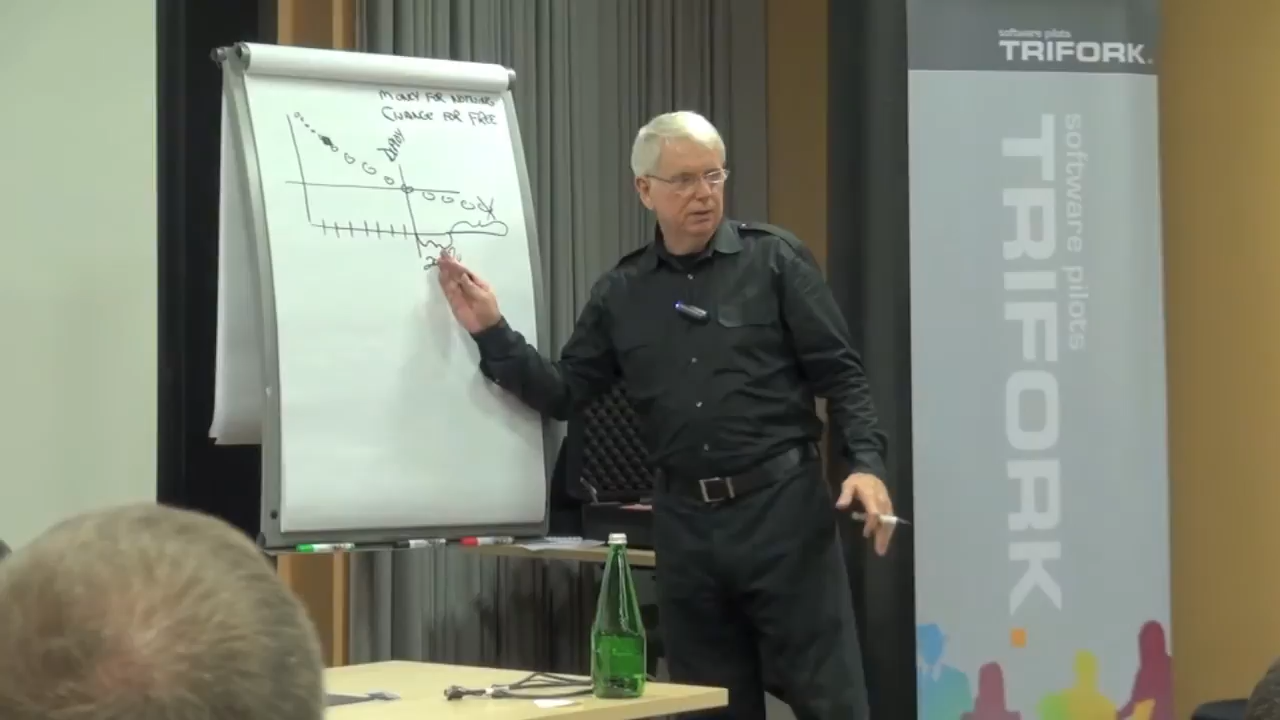 MONEY FOR NOTHING
CHANGE FOR FREE
software pilots
TRIFORK.
software pilots
TRIFORK